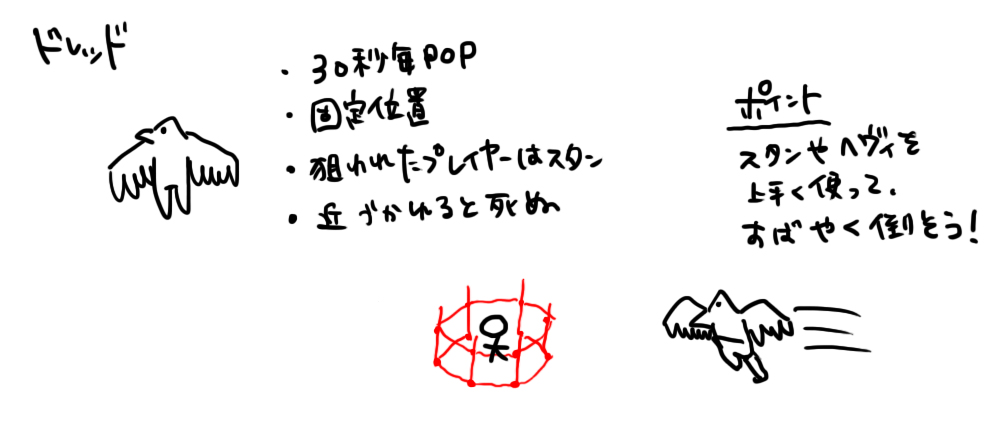 ドレッド
・30秒毎POP
・固定位置
・狙われたプレイヤーはスタン
・近づかれると死ぬ
ポイント
スタンやヘヴィを
上手く使って、
すばやく倒そう!